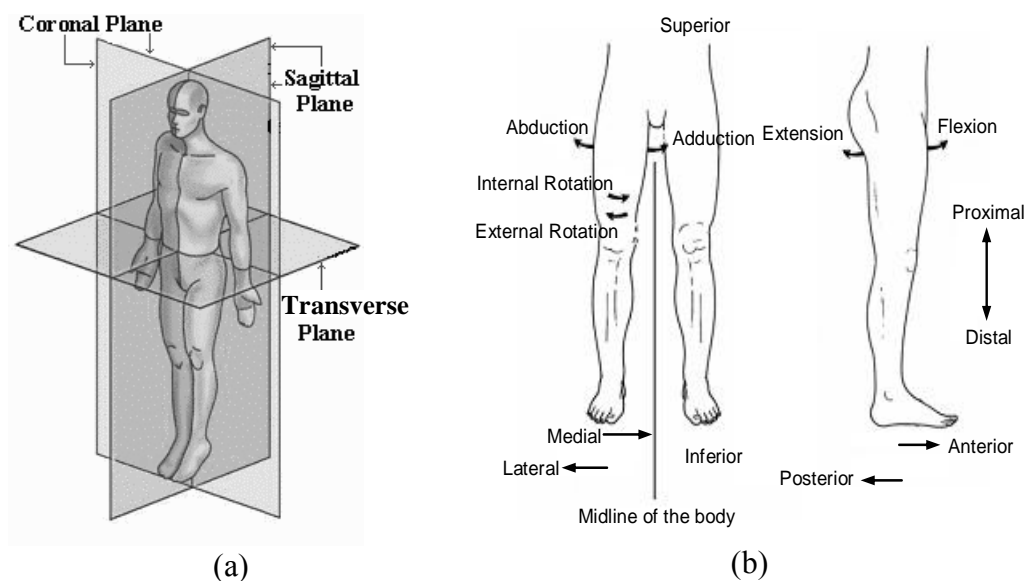 Coronal Plane
Sagittal
Plane
Transverse
Plane
(a)
Superior
Abduction
Adduction
Internal Rotation
External Rotation
Medial
Lateral
Inferior
Midline of the body
Extension
Flexion
Proximal
Distal
Anterior
Posterior
(b)